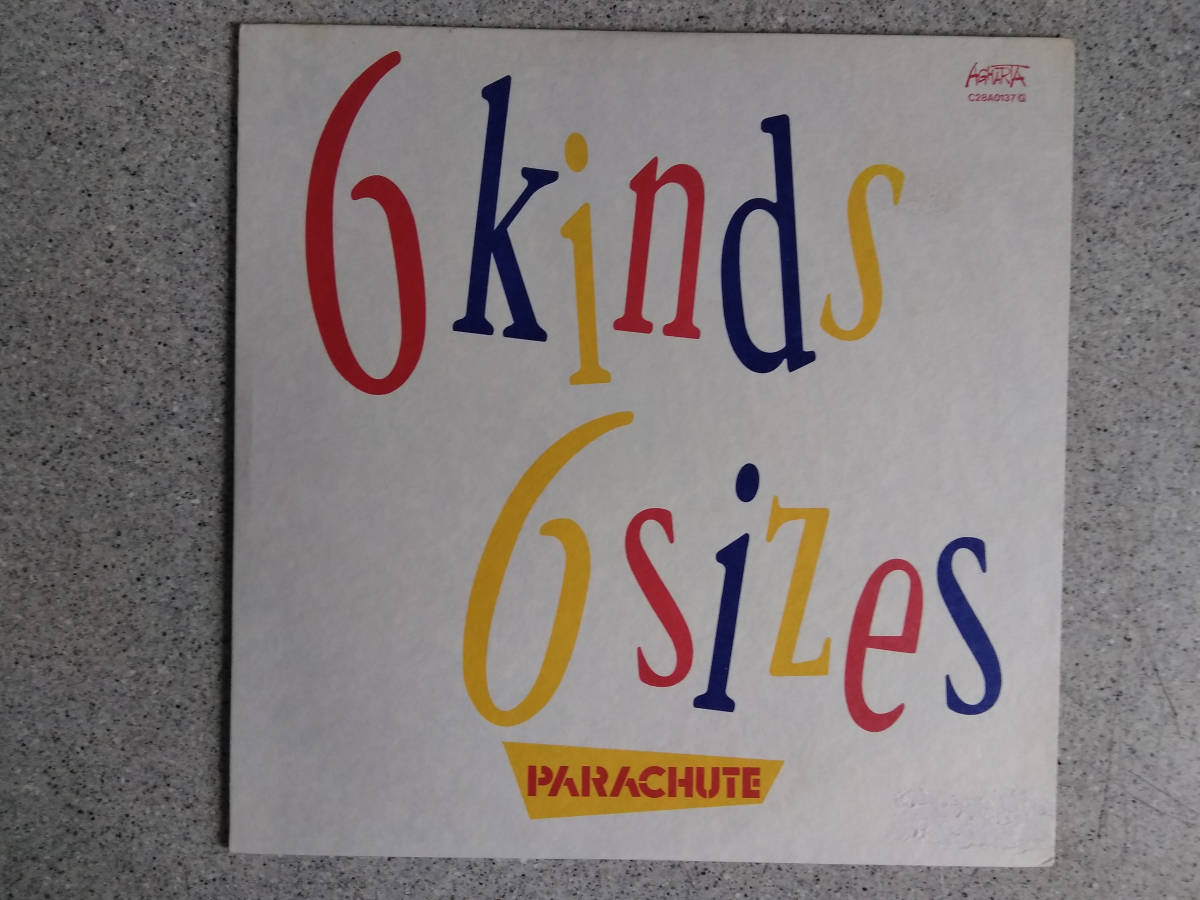 AGHARTA
C28A0137 G
6 kinds
6 sizes
PARACHUTE